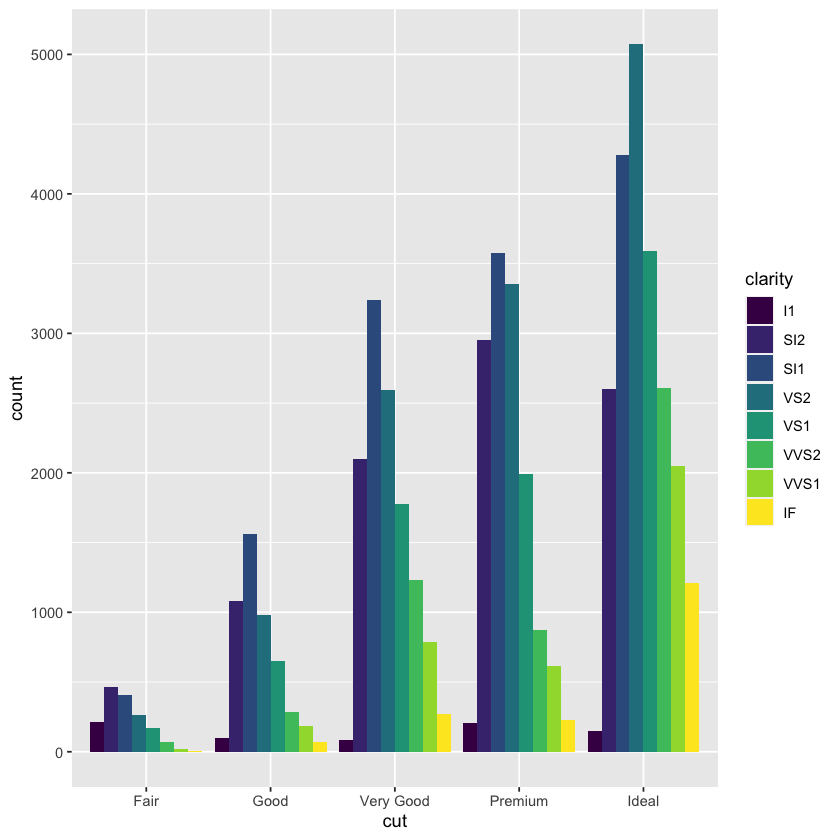 5000
4000
3000
2000
1000
0
count
Fair Good Very Good Premium Ideal
cut
clarity
I1
SI2
SI1
VS2
VS1
VVS2
VVS1
IF